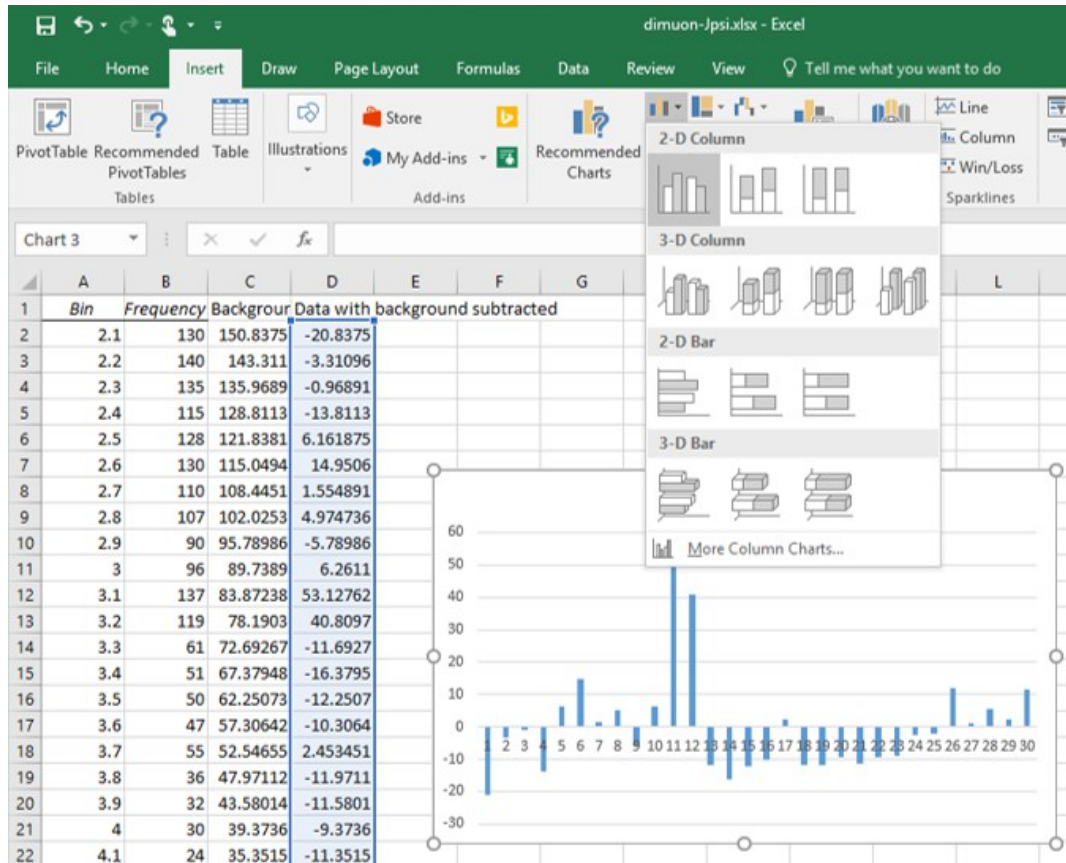 dimuon-Jpsi.xlsx - Excel
File Home Insert Draw Page Layout Formulas Data Review View Tell me what you want to do
PivotTable Recommended PivotTables Table
Tables
Illustrations
Store
My Add-ins
Add-ins
Recommended Charts
Line
Column
Win/Loss
Sparklines
2-D Column
3-D Column
2-D Bar
3-D Bar
More Column Charts...
Chart 3 fx
A B C D E F G L
1 Bin Frequency Backgrour Data with background subtracted
2 2.1 130 150.8375 -20.8375
3 2.2 140 143.311 -3.31096
4 2.3 135 135.9689 -0.96891
5 2.4 115 128.8113 -13.8113
6 2.5 128 121.8381 6.161875
7 2.6 130 115.0494 14.9506
8 2.7 110 108.4451 1.554891
9 2.8 107 102.0253 4.974736
10 2.9 90 95.78986 -5.78986
11 3 96 89.7389 6.2611
12 3.1 137 83.87238 53.12762
13 3.2 119 78.1903 40.8097
14 3.3 61 72.69267 -11.6927
15 3.4 51 67.37948 -16.3795
16 3.5 50 62.25073 -12.2507
17 3.6 47 57.30642 -10.3064
18 3.7 55 52.54655 2.453451
19 3.8 36 47.97112 -11.9711
20 3.9 32 43.58014 -11.5801
21 4 30 39.3736 -9.3736
22 4.1 24 35.3515 -11.3515
60
50
40
30
20
10
0
1 2 3 4 5 6 7 8 9 10 11 12 13 14 15 16 17 18 19 20 21 22 23 24 25 26 27 28 29 30
-10
-20
-30